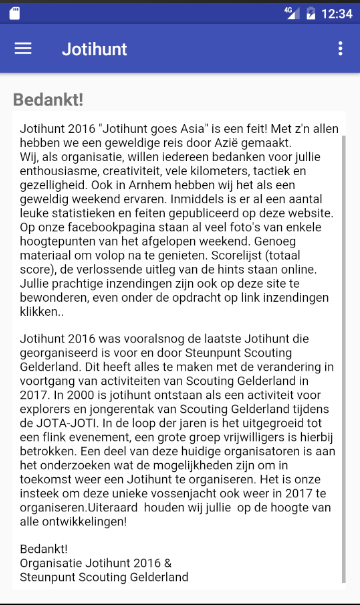 4G 12:34
Jotihunt
Bedankt!
Jotihunt 2016 "Jotihunt goes Asia" is een feit! Met z'n allen
hebben we een geweldige reis door Azië gemaakt.
Wij, als organisatie, willen iedereen bedanken voor jullie
enthousiasme, creativiteit, vele kilometers, tactiek en
gezelligheid. Ook in Arnhem hebben wij het als een
geweldig weekend ervaren. Inmiddels is er al een aantal
leuke statistieken en feiten gepubliceerd op deze website.
Op onze facebookpagina staan al veel foto's van enkele
hoogtepunten van het afgelopen weekend. Genoeg
materiaal om volop na te genieten. Scorelijst (totaal
score), de verlossende uitleg van de hints staan online.
Jullie prachtige inzendingen zijn ook op deze site te
bewonderen, even onder de opdracht op link inzendingen
klikken..
Jotihunt 2016 was vooralsnog de laatste Jotihunt die
georganiseerd is voor en door Steunpunt Scouting
Gelderland. Dit heeft alles te maken met de verandering in
voortgang van activiteiten van Scouting Gelderland in
2017. In 2000 is jotihunt ontstaan als een activiteit voor
explorers en jongerentak van Scouting Gelderland tijdens
de JOTA-JOTI. In de loop der jaren is het uitgegroeid tot
een flink evenement, een grote groep vrijwilligers is hierbij
betrokken. Een deel van deze huidige organisatoren is aan
het onderzoeken wat de mogelijkheden zijn om in
toekomst weer een Jotihunt te organiseren. Het is onze
insteek om deze unieke vossenjacht ook weer in 2017 te
organiseren.Uiteraard  houden wij jullie  op de hoogte van
alle ontwikkelingen!
Bedankt!
Organisatie Jotihunt 2016 &
Steunpunt Scouting Gelderland